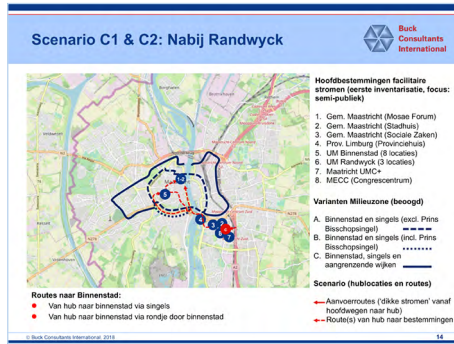 Scenario C1 & C2: Nabij Randwyck
Buck
Consultants
International
Hoofdbestemmingen facilitaire
stromen (eerste inventarisatie, focus:
semi-publiek)
1. Gem. Maastricht (Mosae Forum)
2. Gem. Maastricht (Stadhuis)
3. Gem. Maastricht (Sociale Zaken)
4. Prov. Limburg (Provinciehuis)
5. UM Binnenstad (8 locaties)
6. UM Randwyck (3 locaties)
7. Maatricht UMC+
8. MECC (Congrescentrum)
Varianten Milieuzone (beoogd)
A. Binnenstad en singels (excl. Prins
Bisschopsingel)
B. Binnenstad en singels (incl. Prins
Bisschopsingel)
C. Binnenstad, singels en
aangrenzende wijken
Scenario (hublocaties en routes)
Aanvoerroutes (‘dikke stromen’ vanaf
hoofdwegen naar hub)
Route(s) van hub naar bestemmingen
Routes naar Binnenstad:
Van hub naar binnenstad via singels
Van hub naar binnenstad via rondje door binnenstad
© Buck Consultants International, 2018
14